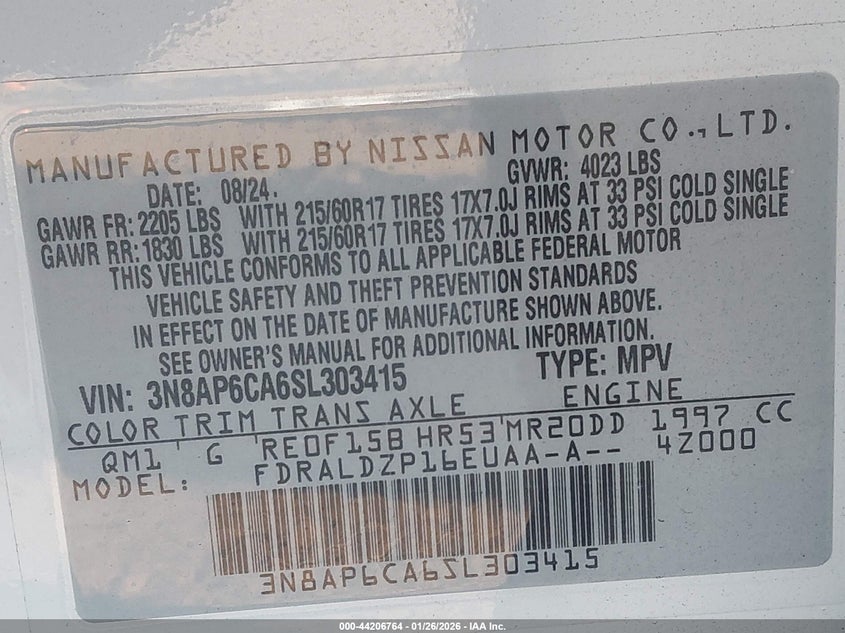 MANUFACTURED BY NISSAN MOTOR CO.,LTD.
DATE: 08/24. GVWR: 4023 LBS
GAWR FR: 2205 LBS WITH 215/60R17 TIRES 17X7.0J RIMS AT 33 PSI COLD SINGLE
GAWR RR: 1830 LBS WITH 215/60R17 TIRES 17X7.0J RIMS AT 33 PSI COLD SINGLE
THIS VEHICLE CONFORMS TO ALL APPLICABLE FEDERAL MOTOR
VEHICLE SAFETY AND THEFT PREVENTION STANDARDS
IN EFFECT ON THE DATE OF MANUFACTURE SHOWN ABOVE.
SEE OWNER'S MANUAL FOR ADDITIONAL INFORMATION.
VIN: 3N8AP6CA6SL303415 TYPE: MPV
COLOR TRIM TRANS AXLE ENGINE
QM1 G RE0F15B HR53 MR20DD 1997 CC
MODEL: FDRALDZP16EUAA-A-- 4Z000
3N8AP6CA6SL303415
000-44206764 - 01/26/2026 - IAA Inc.